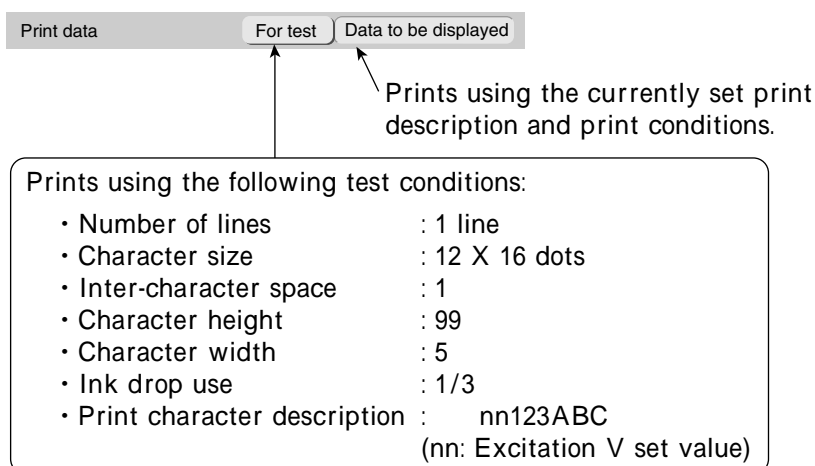 Print data For test Data to be displayed
Prints using the currently set print
description and print conditions.
Prints using the following test conditions:
・Number of lines : 1 line
・Character size : 12 X 16 dots
・Inter-character space : 1
・Character height : 99
・Character width : 5
・Ink drop use : 1/3
・Print character description : nn123ABC
(nn: Excitation V set value)